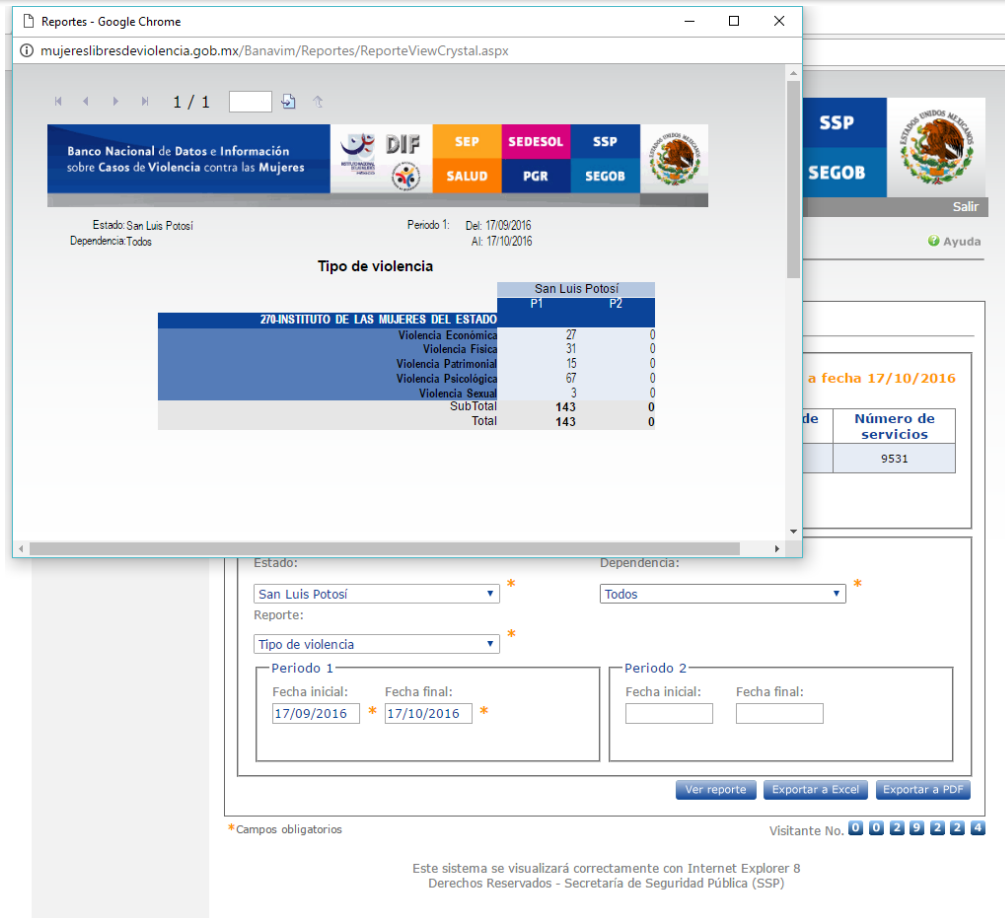 Reportes - Google Chrome
mujereslibresdeviolencia.gob.mx/Banavim/Reportes/ReporteViewCrystal.aspx
1 / 1
Banco Nacional de Datos e Información
sobre Casos de Violencia contra las Mujeres
DIF
SEP SEDESOL SSP
SALUD PGR SEGOB
Estado: San Luis Potosí Periodo 1: Del: 17/09/2016
Dependencia: Todos Al: 17/10/2016
Tipo de violencia
San Luis Potosí
P1 P2
270-INSTITUTO DE LAS MUJERES DEL ESTADO
Violencia Económica 27 0
Violencia Fisica 31 0
Violencia Patrimonial 15 0
Violencia Psicológica 67 0
Violencia Sexual 3 0
SubTotal 143 0
Total 143 0
SSP
SEGOB
ESTADOS UNIDOS MEXICANOS
Salir
Ayuda
a fecha 17/10/2016
de Número de
servicios
9531
Estado: Dependencia:
San Luis Potosí * Todos *
Reporte:
Tipo de violencia *
Periodo 1 Periodo 2
Fecha inicial: Fecha final: Fecha inicial: Fecha final:
17/09/2016 * 17/10/2016 *
Ver reporte Exportar a Excel Exportar a PDF
*Campos obligatorios Visitante No. 0 0 2 9 2 2 4
Este sistema se visualizará correctamente con Internet Explorer 8
Derechos Reservados - Secretaría de Seguridad Pública (SSP)